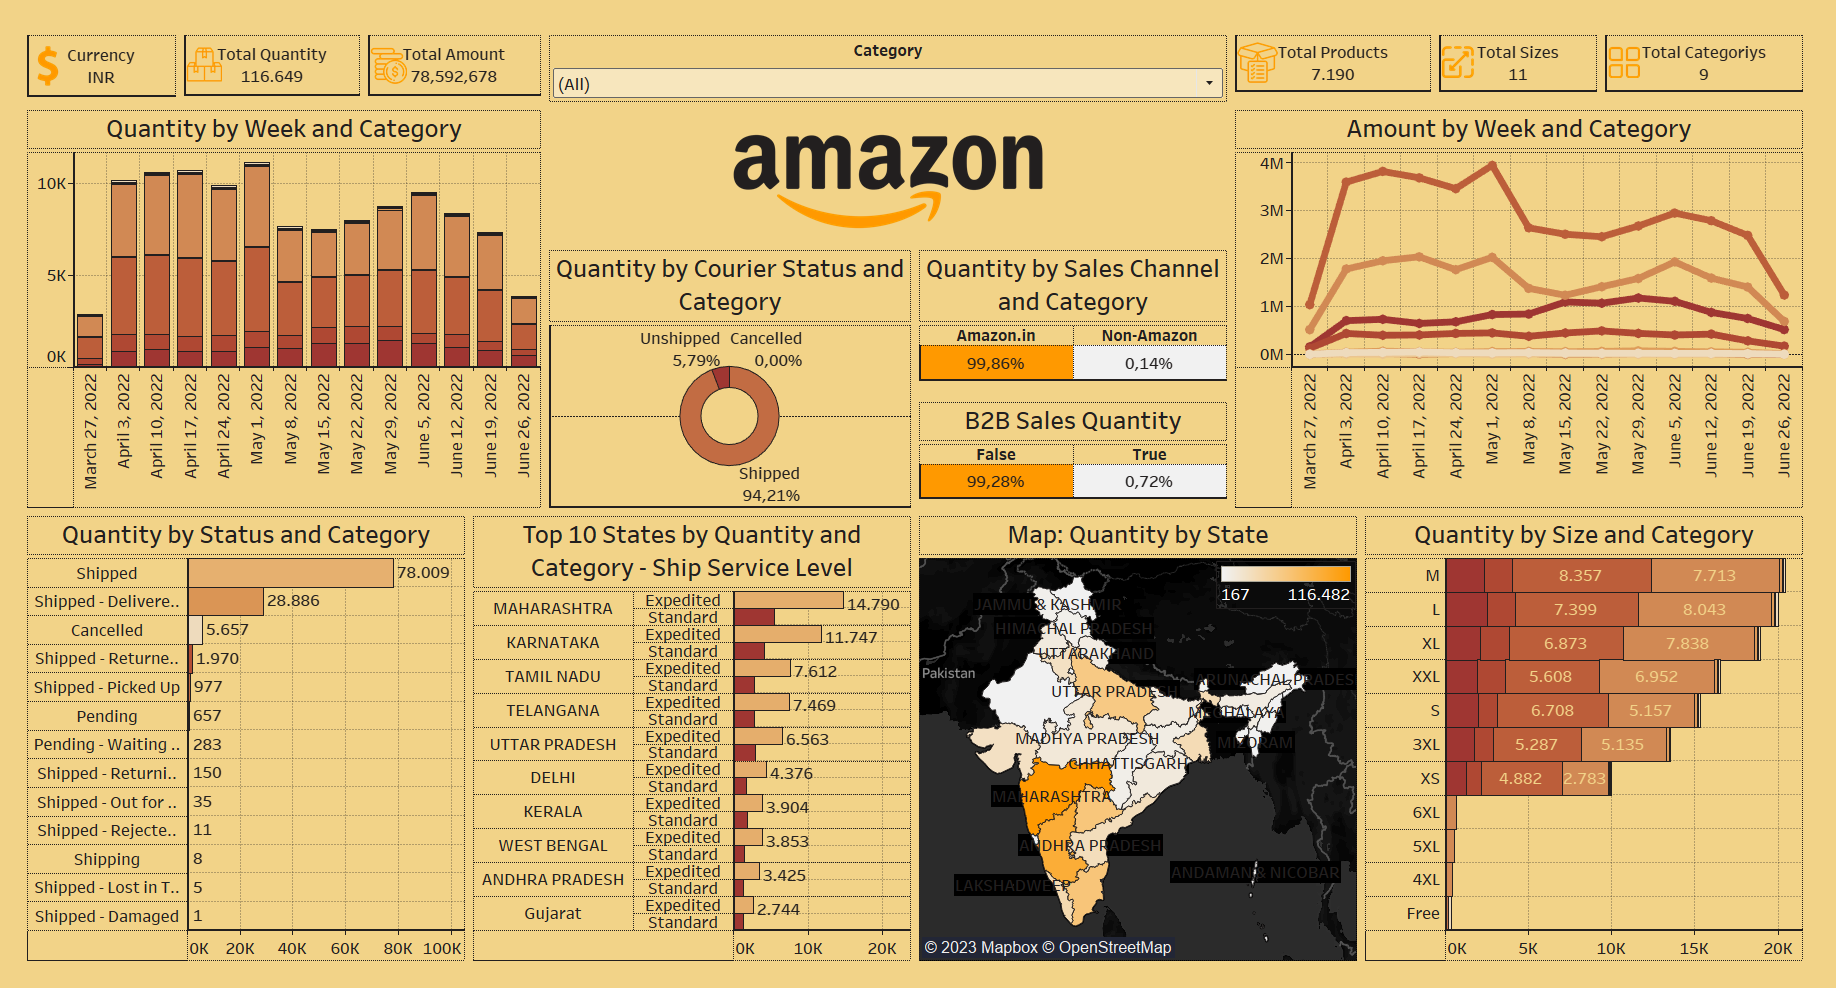 Currency
INR
Total Quantity
116.649
Total Amount
78,592,678
Category
(All)
Total Products
7.190
Total Sizes
11
Total Categoriys
9
Quantity by Week and Category
10K
5K
0K
March 27, 2022
April 3, 2022
April 10, 2022
April 17, 2022
April 24, 2022
May 1, 2022
May 8, 2022
May 15, 2022
May 22, 2022
May 29, 2022
June 5, 2022
June 12, 2022
June 19, 2022
June 26, 2022
amazon
Quantity by Courier Status and
Category
Unshipped
5,79%
Cancelled
0,00%
Shipped
94,21%
Quantity by Sales Channel
and Category
Amazon.in
Non-Amazon
99,86%
0,14%
B2B Sales Quantity
False
True
99,28%
0,72%
Amount by Week and Category
4M
3M
2M
1M
0M
March 27, 2022
April 3, 2022
April 10, 2022
April 17, 2022
April 24, 2022
May 1, 2022
May 8, 2022
May 15, 2022
May 22, 2022
May 29, 2022
June 5, 2022
June 12, 2022
June 19, 2022
June 26, 2022
Quantity by Status and Category
Shipped
78.009
Shipped - Delivere..
28.886
Cancelled
5.657
Shipped - Returne..
1.970
Shipped - Picked Up
977
Pending
657
Pending - Waiting ..
283
Shipped - Returni..
150
Shipped - Out for ..
35
Shipped - Rejecte..
11
Shipping
8
Shipped - Lost in T..
5
Shipped - Damaged
1
0K 20K 40K 60K 80K 100K
Top 10 States by Quantity and
Category - Ship Service Level
MAHARASHTRA
Expedited
14.790
Standard
KARNATAKA
Expedited
11.747
Standard
TAMIL NADU
Expedited
7.612
Standard
TELANGANA
Expedited
7.469
Standard
UTTAR PRADESH
Expedited
6.563
Standard
DELHI
Expedited
4.376
Standard
KERALA
Expedited
3.904
Standard
WEST BENGAL
Expedited
3.853
Standard
ANDHRA PRADESH
Expedited
3.425
Standard
Gujarat
Expedited
2.744
Standard
0K 10K 20K
Map: Quantity by State
167 116.482
JAMMU & KASHMIR
HIMACHAL PRADESH
UTTARAKHAND
Pakistan
ARUNACHAL PRADES
UTTAR PRADESH
MEGHALAYA
MADHYA PRADESH
MIZORAM
CHHATTISGARH
MAHARASHTRA
ANDHRA PRADESH
ANDAMAN & NICOBAR
LAKSHADWEEP
© 2023 Mapbox © OpenStreetMap
Quantity by Size and Category
M
8.357
7.713
L
7.399
8.043
XL
6.873
7.838
XXL
5.608
6.952
S
6.708
5.157
3XL
5.287
5.135
XS
4.882
2.783
6XL
5XL
4XL
Free
0K 5K 10K 15K 20K